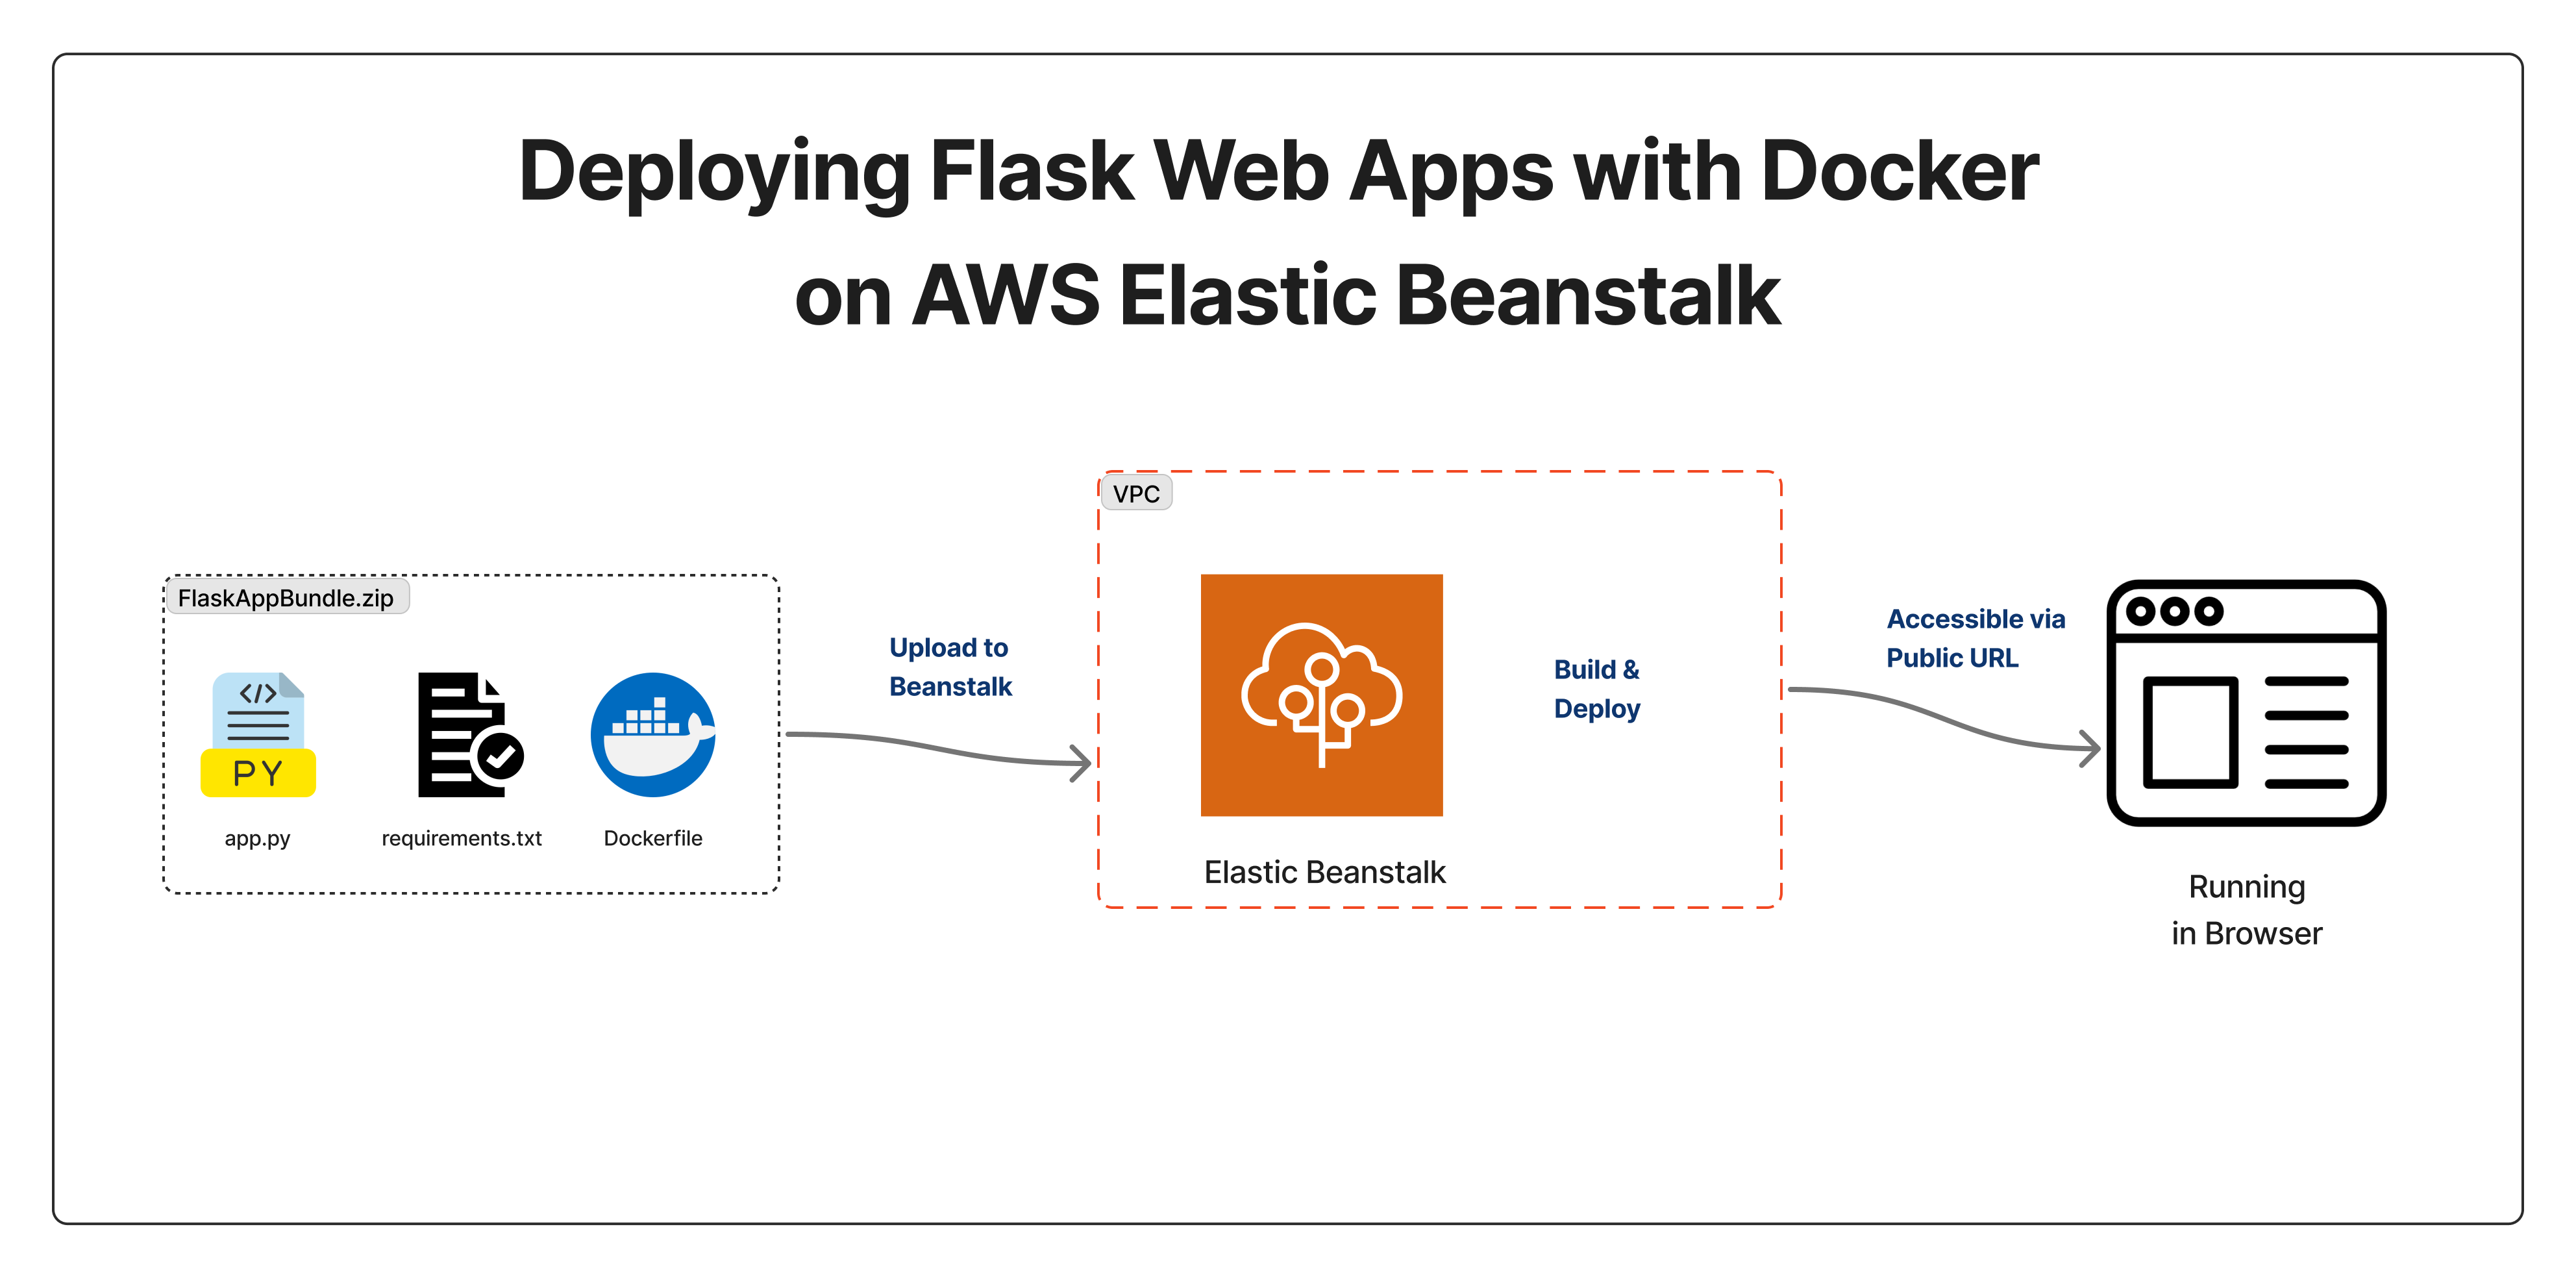 Deploying Flask Web Apps with Docker
on AWS Elastic Beanstalk
FlaskAppBundle.zip
</>
PY
app.py
requirements.txt
Dockerfile
Upload to
Beanstalk
VPC
Elastic Beanstalk
Build &
Deploy
Accessible via
Public URL
Running
in Browser